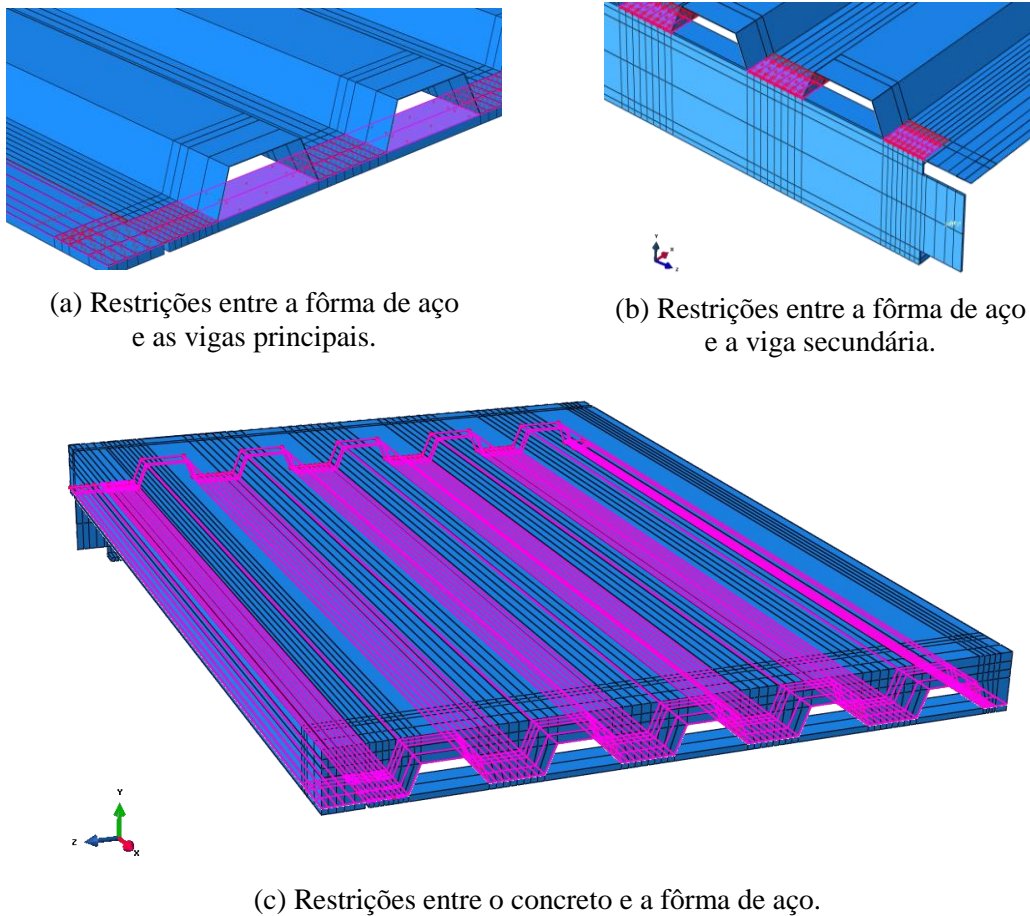 (a) Restrições entre a fôrma de aço
e as vigas principais.
(b) Restrições entre a fôrma de aço
e a viga secundária.
Y
X
Z
Y
Z
X
(c) Restrições entre o concreto e a fôrma de aço.